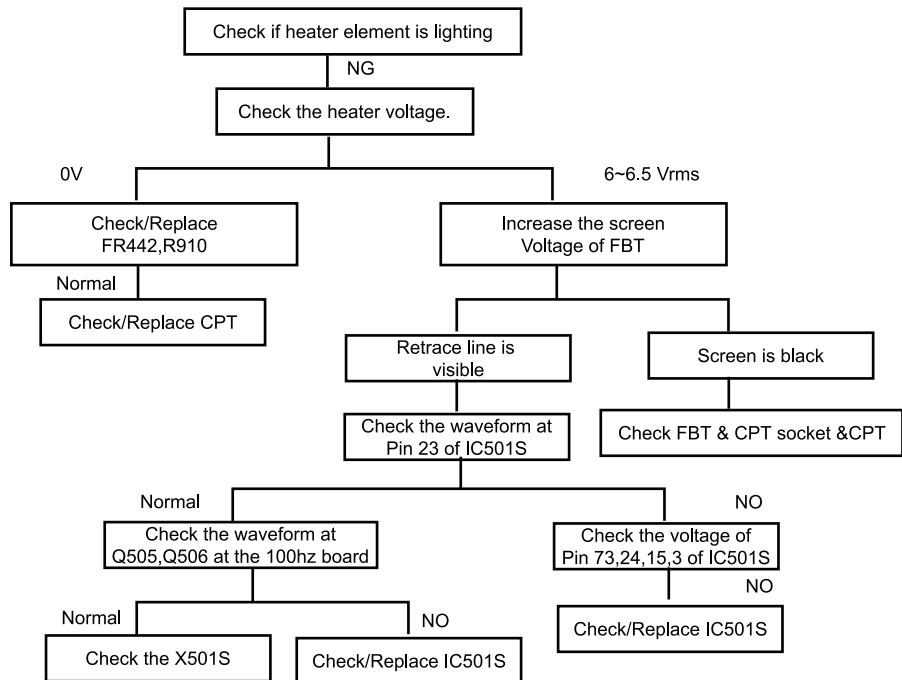 Check if heater element is lighting
NG
Check the heater voltage.
0V
6~6.5 Vrms
Check/Replace
FR442,R910
Increase the screen
Voltage of FBT
Normal
Check/Replace CPT
Retrace line is
visible
Screen is black
Check the waveform at
Pin 23 of IC501S
Check FBT & CPT socket &CPT
Normal
NO
Check the waveform at
Q505,Q506 at the 100hz board
Check the voltage of
Pin 73,24,15,3 of IC501S
NO
Normal
NO
Check/Replace IC501S
Check the X501S
Check/Replace IC501S